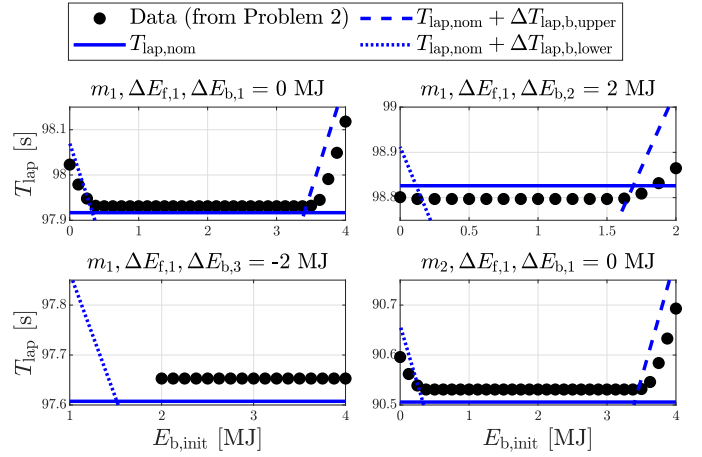 Data (from Problem 2)
T_lap,nom + ΔT_lap,b,upper
T_lap,nom
T_lap,nom + ΔT_lap,b,lower
m_1, ΔE_f,1, ΔE_b,1 = 0 MJ
m_1, ΔE_f,1, ΔE_b,2 = 2 MJ
T_lap [s]
98.1
98
97.9
0 1 2 3 4
99
98.9
98.8
0 0.5 1 1.5 2
m_1, ΔE_f,1, ΔE_b,3 = -2 MJ
m_2, ΔE_f,1, ΔE_b,1 = 0 MJ
T_lap [s]
97.8
97.7
97.6
1 2 3 4
E_b,init [MJ]
90.7
90.6
90.5
0 1 2 3 4
E_b,init [MJ]